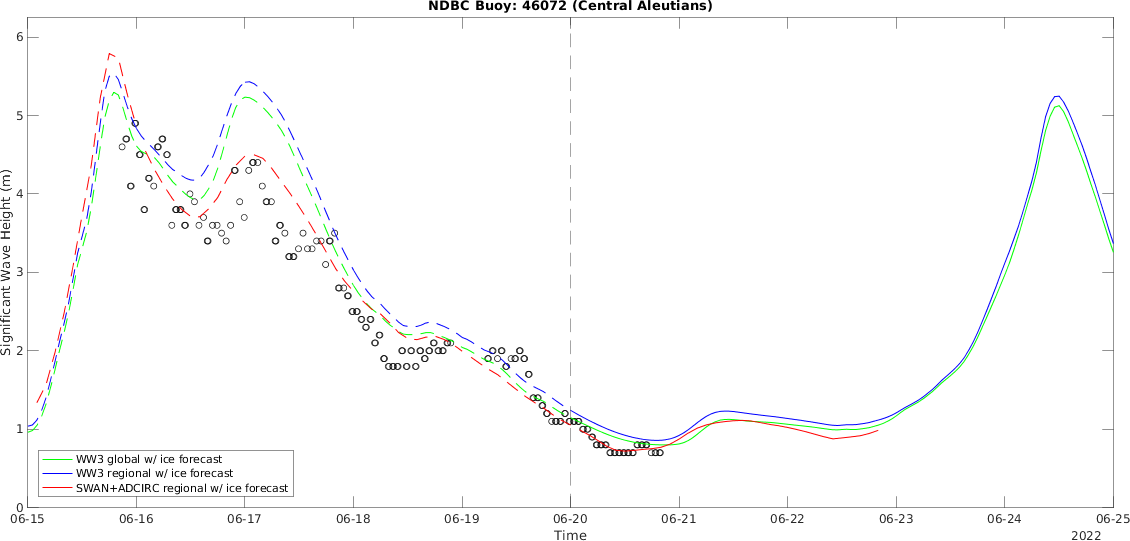 NDBC Buoy: 46072 (Central Aleutians)
Significant Wave Height (m)
6
5
4
3
2
1
0
WW3 global w/ ice forecast
WW3 regional w/ ice forecast
SWAN+ADCIRC regional w/ ice forecast
06-15 06-16 06-17 06-18 06-19 06-20 06-21 06-22 06-23 06-24 06-25
Time
2022